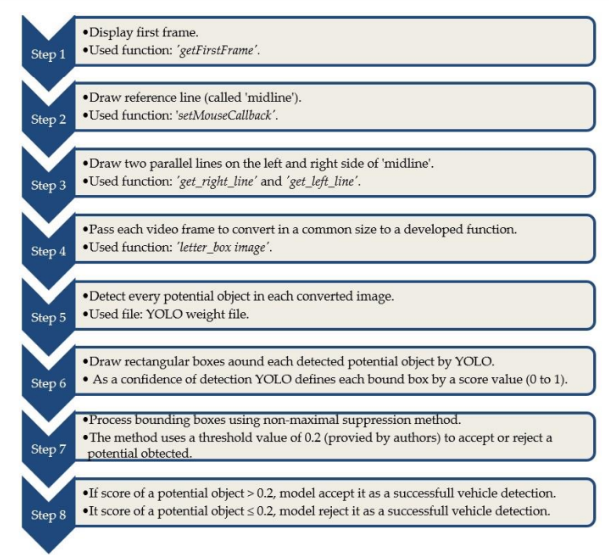 Step 1
•Display first frame.
•Used function: ´getFirstFrame´.
Step 2
•Draw reference line (called 'midline').
•Used function: 'setMouseCallback´.
Step 3
•Draw two parallel lines on the left and right side of 'midline'.
•Used function: ´get_right_line´ and ´get_left_line´.
Step 4
•Pass each video frame to convert in a common size to a developed function.
•Used function: ´letter_box image´.
Step 5
•Detect every potential object in each converted image.
•Used file: YOLO weight file.
Step 6
•Draw rectangular boxes aound each detected potential object by YOLO.
• As a confidence of detection YOLO defines each bound box by a score value (0 to 1).
Step 7
•Process bounding boxes using non-maximal suppression method.
•The method uses a threshold value of 0.2 (provied by authors) to accept or reject a
potential obtected.
Step 8
•If score of a potential object > 0.2, model accept it as a successfull vehicle detection.
•It score of a potential object ≤ 0.2, model reject it as a successfull vehicle detection.